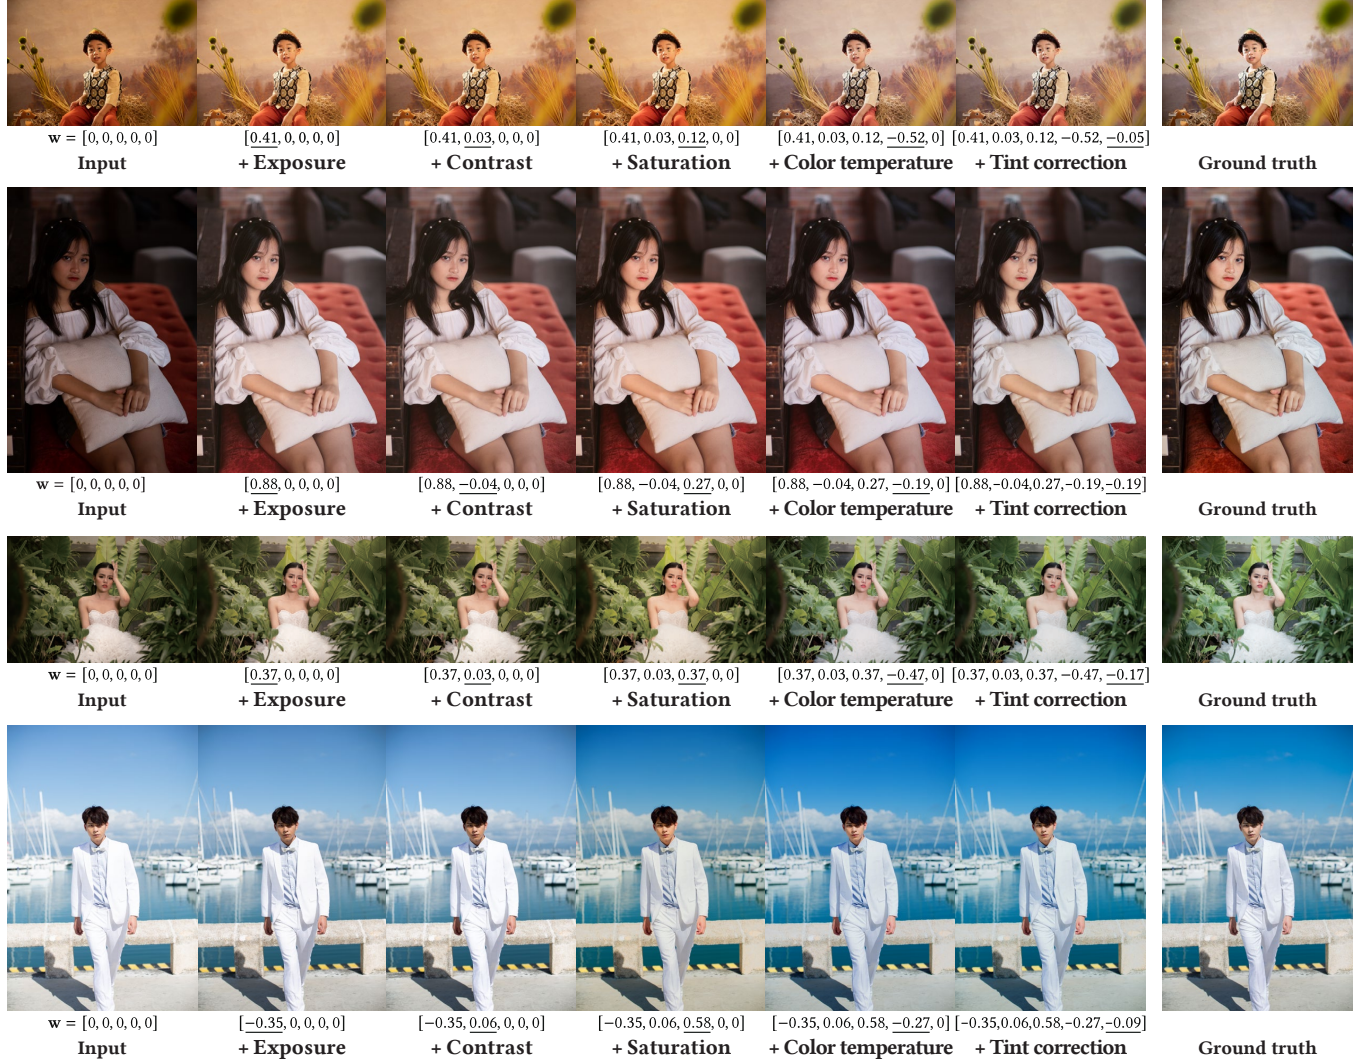 w = [0, 0, 0, 0, 0] [0.41, 0, 0, 0, 0] [0.41, 0.03, 0, 0, 0] [0.41, 0.03, 0.12, 0, 0] [0.41, 0.03, 0.12, −0.52, 0] [0.41, 0.03, 0.12, −0.52, −0.05]
Input + Exposure + Contrast + Saturation + Color temperature + Tint correction Ground truth
w = [0, 0, 0, 0, 0] [0.88, 0, 0, 0, 0] [0.88, −0.04, 0, 0, 0] [0.88, −0.04, 0.27, 0, 0] [0.88, −0.04, 0.27, −0.19, 0] [0.88,−0.04,0.27,−0.19,−0.19]
Input + Exposure + Contrast + Saturation + Color temperature + Tint correction Ground truth
w = [0, 0, 0, 0, 0] [0.37, 0, 0, 0, 0] [0.37, 0.03, 0, 0, 0] [0.37, 0.03, 0.37, 0, 0] [0.37, 0.03, 0.37, −0.47, 0] [0.37, 0.03, 0.37, −0.47, −0.17]
Input + Exposure + Contrast + Saturation + Color temperature + Tint correction Ground truth
w = [0, 0, 0, 0, 0] [−0.35, 0, 0, 0, 0] [−0.35, 0.06, 0, 0, 0] [−0.35, 0.06, 0.58, 0, 0] [−0.35, 0.06, 0.58, −0.27, 0] [−0.35,0.06,0.58,−0.27,−0.09]
Input + Exposure + Contrast + Saturation + Color temperature + Tint correction Ground truth